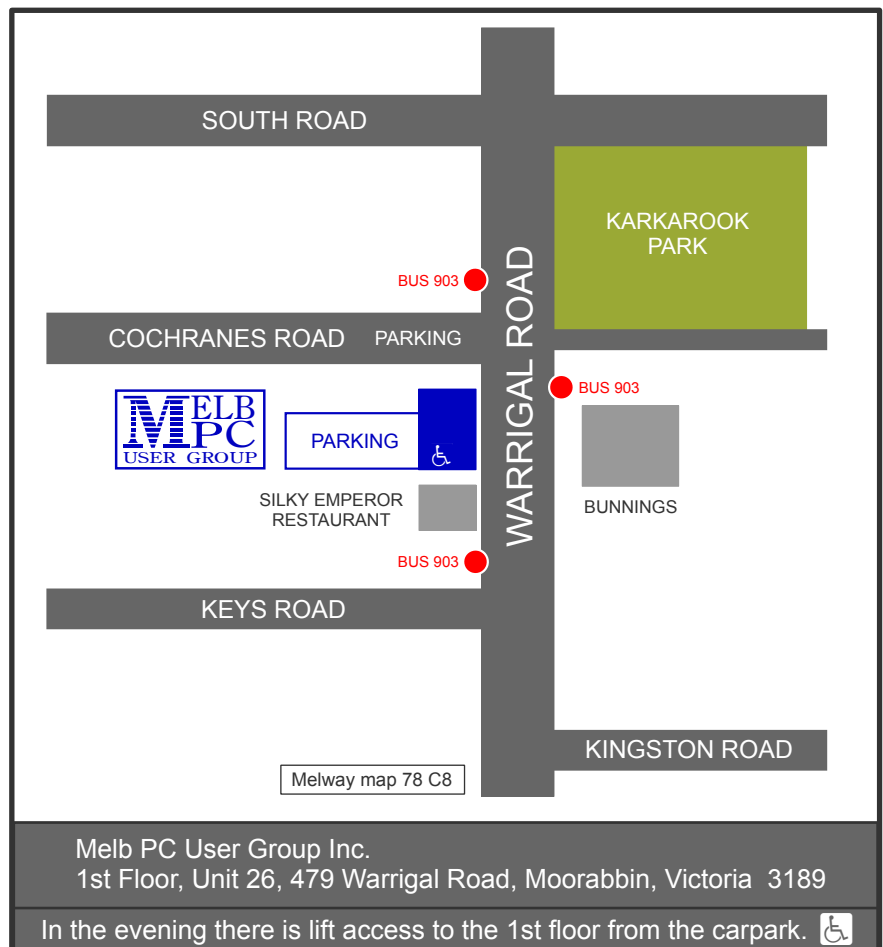 SOUTH ROAD
KARKAROOK
PARK
BUS 903
WARRIGAL ROAD
COCHRANES ROAD
PARKING
BUS 903
MELB
PC
USER GROUP
PARKING
SILKY EMPEROR
RESTAURANT
BUNNINGS
BUS 903
KEYS ROAD
KINGSTON ROAD
Melway map 78 C8
Melb PC User Group Inc.
1st Floor, Unit 26, 479 Warrigal Road, Moorabbin, Victoria 3189
In the evening there is lift access to the 1st floor from the carpark.